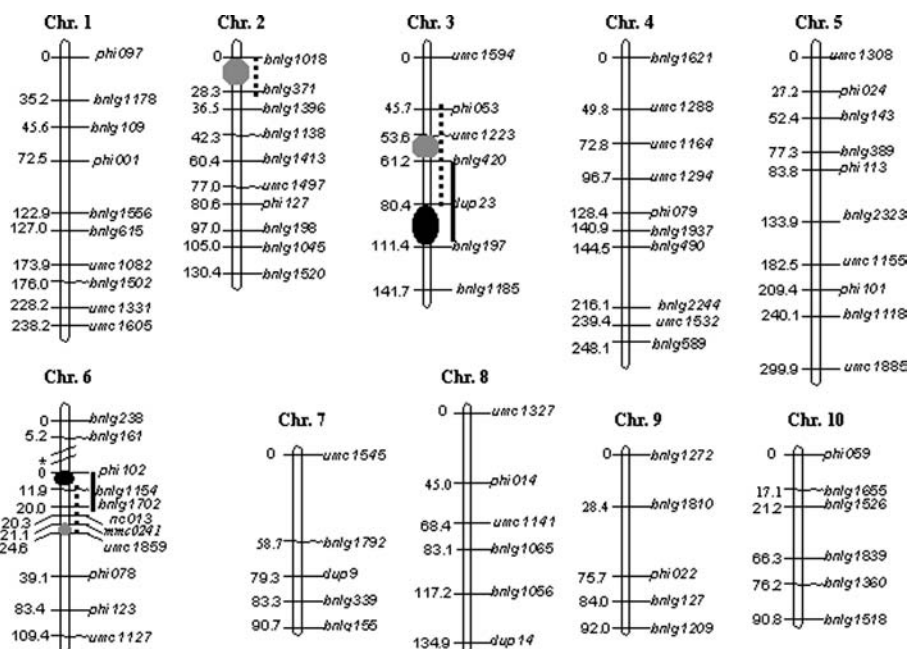 Chr. 1
0 phi097
35.2 bnlg1178
45.6 bnlg109
72.5 phi001
122.9 bnlg1556
127.0 bnlg615
173.9 umc1082
176.0 bnlg1502
228.2 umc1331
238.2 umc1605
Chr. 2
0 bnlg1018
28.3 bnlg371
36.5 bnlg1396
42.3 bnlg1138
60.4 bnlg1413
77.0 umc1497
80.6 phi127
97.0 bnlg198
105.0 bnlg1045
130.4 bnlg1520
Chr. 3
0 umc1594
45.7 phi053
53.6 umc1223
61.2 bnlg420
80.4 dup23
111.4 bnlg197
141.7 bnlg1185
Chr. 4
0 bnlg1621
49.8 umc1288
72.8 umc1164
96.7 umc1294
128.4 phi079
140.9 bnlg1937
144.5 bnlg490
216.1 bnlg2244
239.4 umc1532
248.1 bnlg589
Chr. 5
0 umc1308
27.2 phi024
52.4 bnlg143
77.3 bnlg389
83.8 phi113
133.9 bnlg2323
182.5 umc1155
209.4 phi101
240.1 bnlg1118
299.9 umc1885
Chr. 6
0 bnlg238
5.2 bnlg161
*
0 phi102
11.9 bnlg1154
20.0 bnlg1702
20.3 nc013
21.1 mmc0241
24.6 umc1859
39.1 phi078
83.4 phi123
109.4 umc1127
Chr. 7
0 umc1545
58.7 bnlg1792
79.3 dup9
83.3 bnlg339
90.7 bnlg155
Chr. 8
0 umc1327
45.0 phi014
68.4 umc1141
83.1 bnlg1065
117.2 bnlg1056
134.9 dup14
Chr. 9
0 bnlg1272
28.4 bnlg1810
75.7 phi022
84.0 bnlg127
92.0 bnlg1209
Chr. 10
0 phi059
17.1 bnlg1655
21.2 bnlg1526
66.3 bnlg1839
76.2 bnlg1360
90.8 bnlg1518